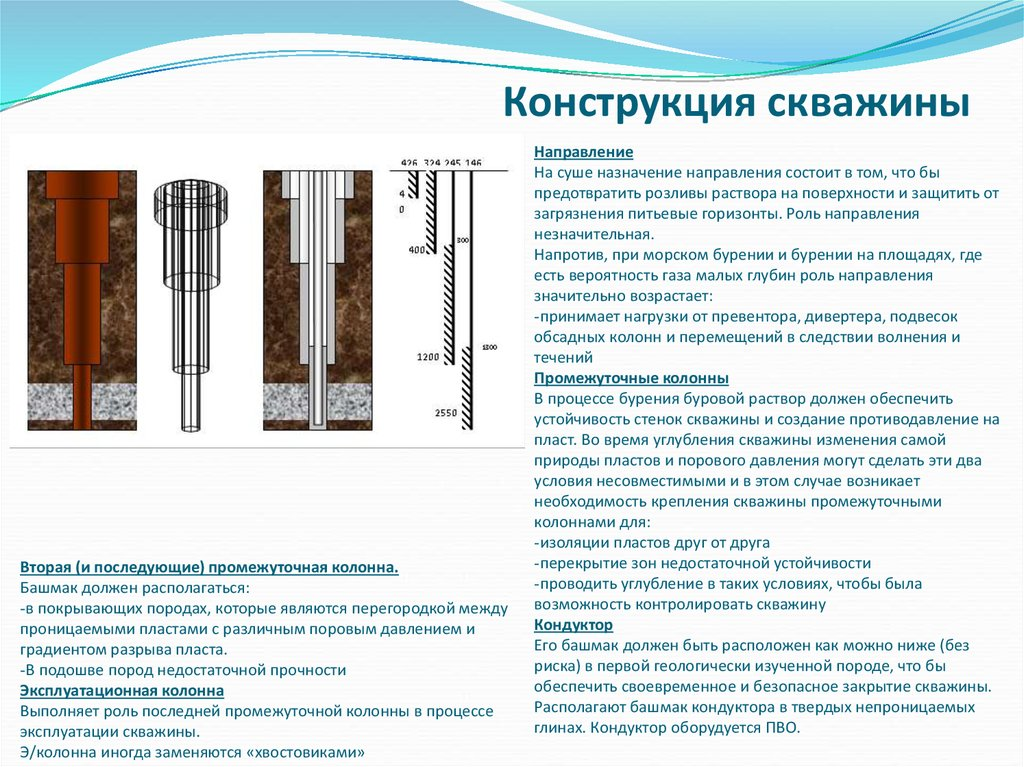 Конструкция скважины
426 324 245 146
4
0
400
300
1200
1800
2550
Направление
На суше назначение направления состоит в том, что бы
предотвратить розливы раствора на поверхности и защитить от
загрязнения питьевые горизонты. Роль направления
незначительная.
Напротив, при морском бурении и бурении на площадях, где
есть вероятность газа малых глубин роль направления
значительно возрастает:
-принимает нагрузки от превентора, дивертера, подвесок
обсадных колонн и перемещений в следствии волнения и
течений
Промежуточные колонны
В процессе бурения буровой раствор должен обеспечить
устойчивость стенок скважины и создание противодавление на
пласт. Во время углубления скважины изменения самой
природы пластов и порового давления могут сделать эти два
условия несовместимыми и в этом случае возникает
необходимость крепления скважины промежуточными
колоннами для:
-изоляции пластов друг от друга
-перекрытие зон недостаточной устойчивости
-проводить углубление в таких условиях, чтобы была
возможность контролировать скважину
Кондуктор
Его башмак должен быть расположен как можно ниже (без
риска) в первой геологически изученной породе, что бы
обеспечить своевременное и безопасное закрытие скважины.
Располагают башмак кондуктора в твердых непроницаемых
глинах. Кондуктор оборудуется ПВО.
Вторая (и последующие) промежуточная колонна.
Башмак должен располагаться:
-в покрывающих породах, которые являются перегородкой между
проницаемыми пластами с различным поровым давлением и
градиентом разрыва пласта.
-В подошве пород недостаточной прочности
Эксплуатационная колонна
Выполняет роль последней промежуточной колонны в процессе
эксплуатации скважины.
Э/колонна иногда заменяются «хвостовиками»